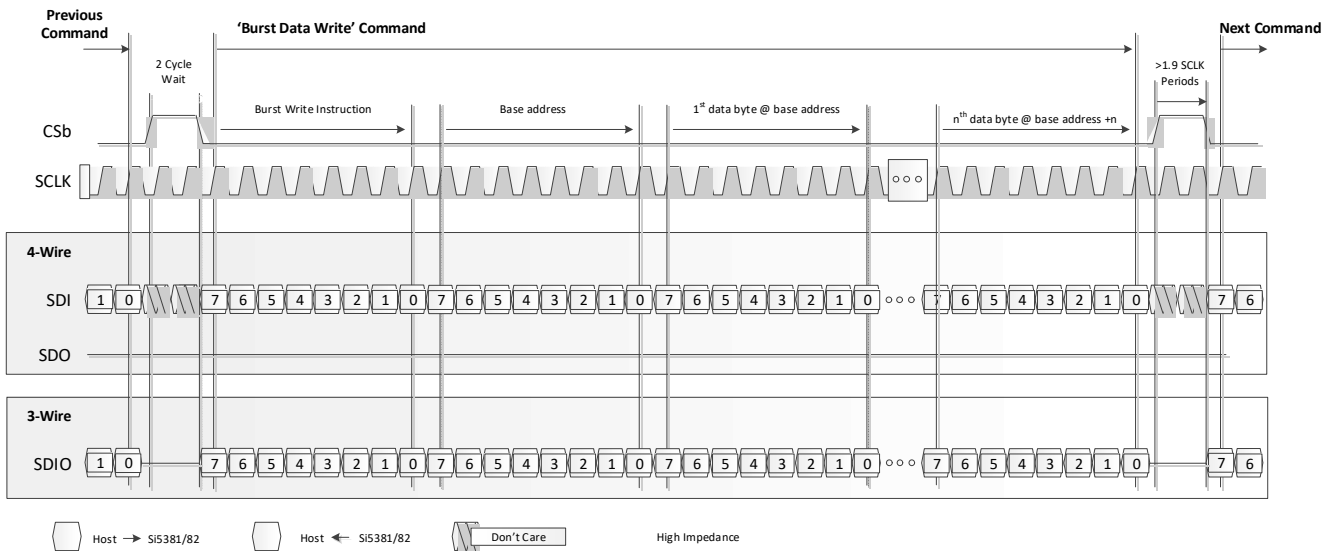 Previous
Command
'Burst Data Write' Command
Next Command
2 Cycle
Wait
>1.9 SCLK
Periods
Burst Write Instruction
Base address
1st data byte @ base address
nth data byte @ base address +n
CSb
SCLK
4-Wire
SDI 1 0 7 6 5 4 3 2 1 0 7 6 5 4 3 2 1 0 7 6 5 4 3 2 1 0 7 6 5 4 3 2 1 0 7 6
SDO
3-Wire
SDIO 1 0 7 6 5 4 3 2 1 0 7 6 5 4 3 2 1 0 7 6 5 4 3 2 1 0 7 6 5 4 3 2 1 0 7 6
Host → Si5381/82 Host ← Si5381/82 Don't Care High Impedance